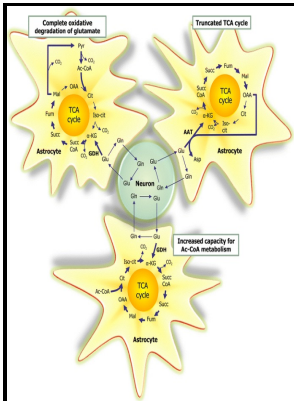 Complete oxidative
degradation of glutamate
Pyr
CO₂
Ac-CoA
CO₂
Mal
OAA
Cit
Fum
TCA
cycle
Iso-cit
CO₂
Succ
Succ
CoA
α-KG
CO₂
GDH
Astrocyte
Glu
Gln
Truncated TCA cycle
Succ
Fum
Mal
Succ
CoA
TCA
cycle
OAA
CO₂
α-KG
Cit
CO₂
Iso-
cit
AAT
Asp
Astrocyte
Glu
Gln
Gln
Glu
Glu
Gln
Neuron
Gln
Glu
Gln
Glu
Increased capacity for
Ac-CoA metabolism
CO₂
GDH
Iso-cit
α-KG
CO₂
Cit
Succ
CoA
Ac-CoA
TCA
cycle
OAA
Succ
Mal
Fum
Astrocyte